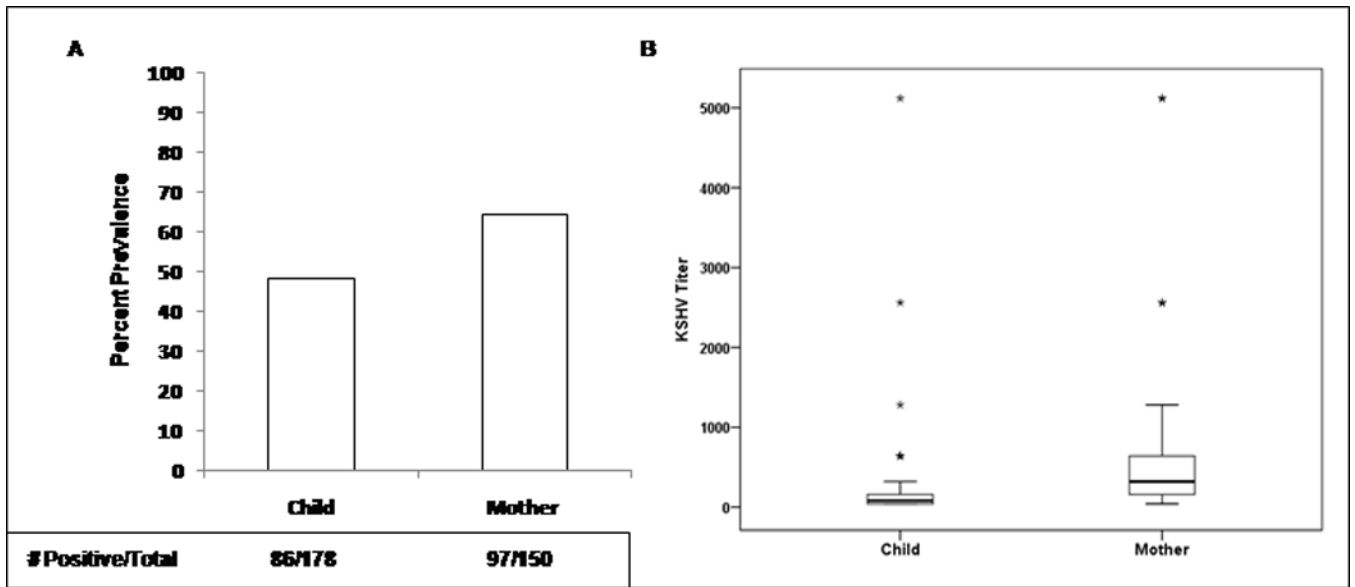 A
Percent Prevalence
100
90
80
70
60
50
40
30
20
10
0
Child Mother
# Positive/Total 86/178 97/150
B
KSHV Titer
5000
4000
3000
2000
1000
0
Child Mother